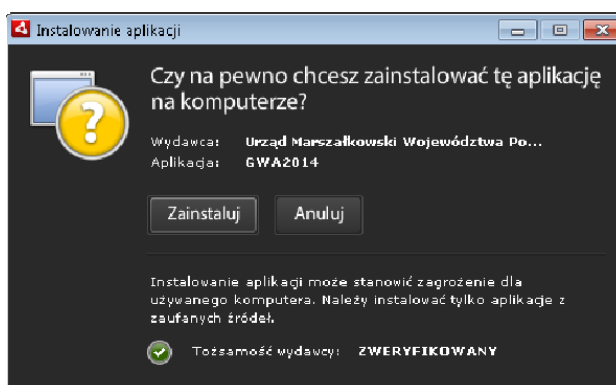 Instalowanie aplikacji
Czy na pewno chcesz zainstalować tę aplikację
na komputerze?
Wydawca: Urząd Marszałkowski Województwa Po...
Aplikacja: GWA2014
Zainstaluj Anuluj
Instalowanie aplikacji może stanowić zagrożenie dla
używanego komputera. Należy instalować tylko aplikacje z
zaufanych źródeł.
Tożsamość wydawcy: ZWERYFIKOWANY